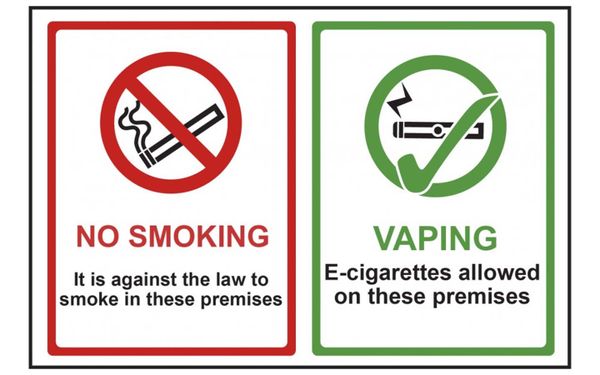 NO SMOKING
It is against the law to
smoke in these premises
VAPING
E-cigarettes allowed
on these premises